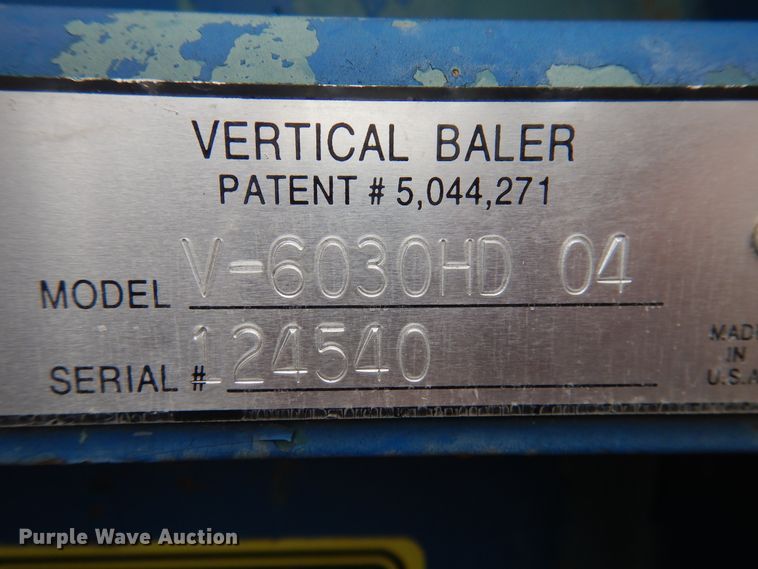 VERTICAL BALER
PATENT # 5,044,271
MODEL V-6030HD 04
SERIAL # 124540
MADE
IN
U.S.A
Purple Wave Auction